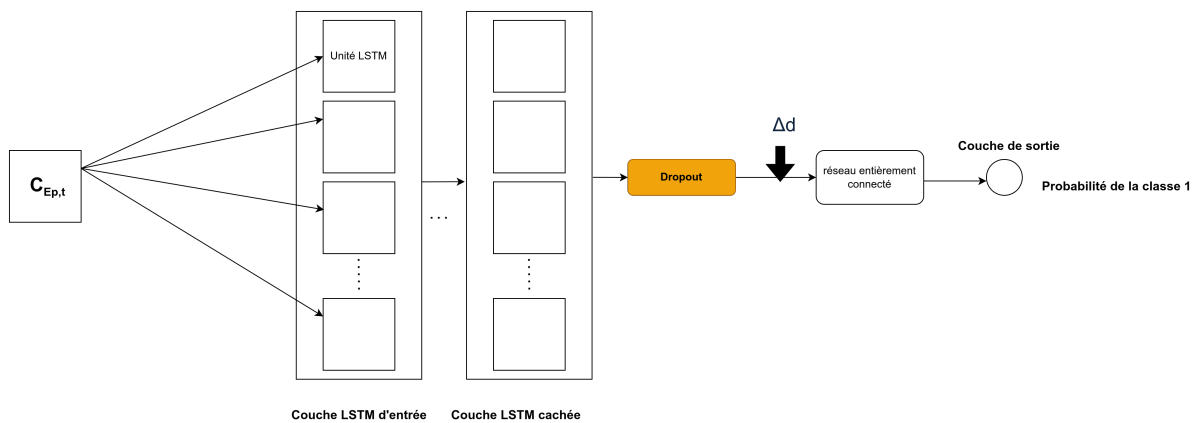 Unité LSTM
C_Ep,t
...
Δd
Dropout
réseau entièrement
connecté
Couche de sortie
Probabilité de la classe 1
Couche LSTM d'entrée
Couche LSTM cachée